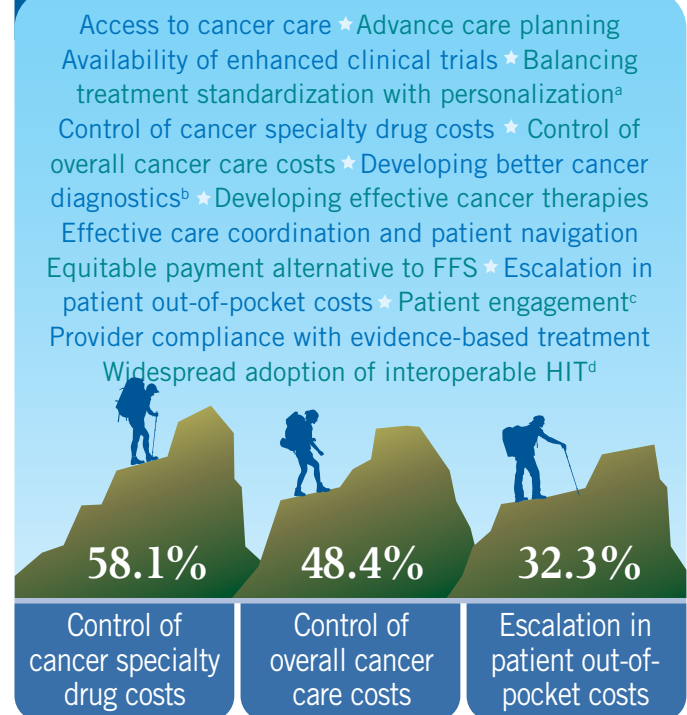 Access to cancer care ★ Advance care planning
Availability of enhanced clinical trials ★ Balancing
treatment standardization with personalizationᵃ
Control of cancer specialty drug costs ★ Control of
overall cancer care costs ★ Developing better cancer
diagnosticsᵇ ★ Developing effective cancer therapies
Effective care coordination and patient navigation
Equitable payment alternative to FFS ★ Escalation in
patient out-of-pocket costs ★ Patient engagementᶜ
Provider compliance with evidence-based treatment
Widespread adoption of interoperable HITᵈ
58.1%
48.4%
32.3%
Control of
cancer specialty
drug costs
Control of
overall cancer
care costs
Escalation in
patient out-of-
pocket costs